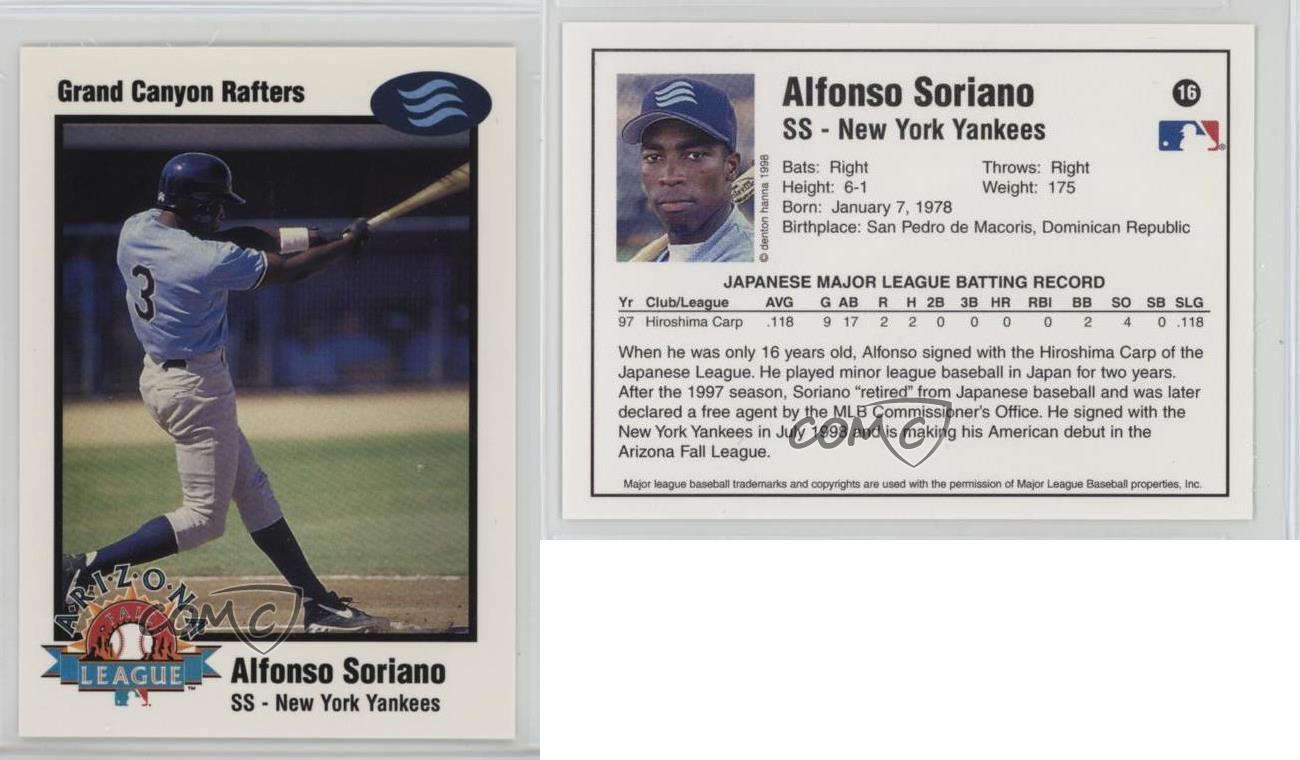 Grand Canyon Rafters
3
ARIZONA
FALL
LEAGUE
TM
Alfonso Soriano
SS - New York Yankees
COMC
Alfonso Soriano
16
SS - New York Yankees
Bats: Right Throws: Right
Height: 6-1 Weight: 175
Born: January 7, 1978
Birthplace: San Pedro de Macoris, Dominican Republic
© denton hanna 1998
JAPANESE MAJOR LEAGUE BATTING RECORD
Yr Club/League AVG G AB R H 2B 3B HR RBI BB SO SB SLG
97 Hiroshima Carp .118 9 17 2 2 0 0 0 0 2 4 0 .118
When he was only 16 years old, Alfonso signed with the Hiroshima Carp of the
Japanese League. He played minor league baseball in Japan for two years.
After the 1997 season, Soriano “retired” from Japanese baseball and was later
declared a free agent by the MLB Commissioner's Office. He signed with the
New York Yankees in July 1998 and is making his American debut in the
Arizona Fall League.
COMC
Major league baseball trademarks and copyrights are used with the permission of Major League Baseball properties, Inc.